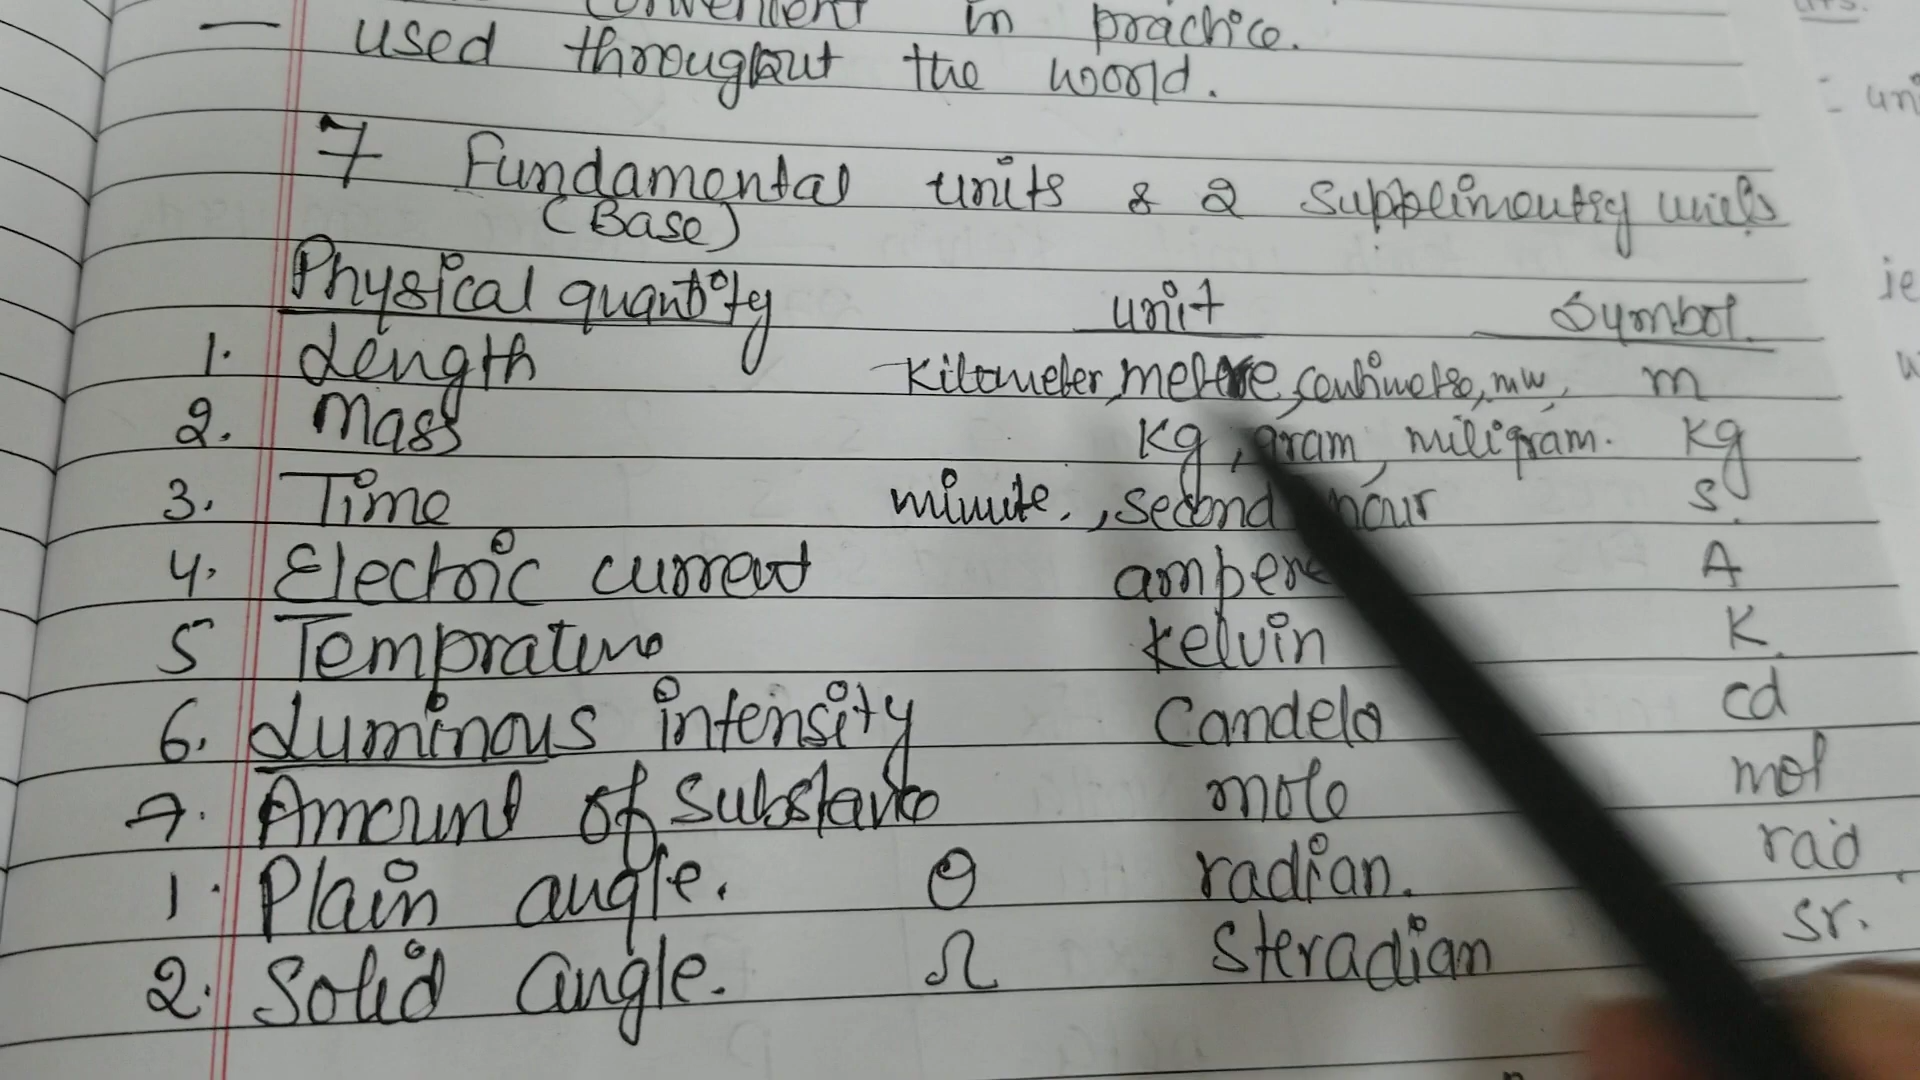 convenient in practice.
— used throughout the world.
7 Fundamental units & 2 Supplimentry units
(Base)
Physical quantity unit Symbol
1. Length Kilometer, metre, centimetre, mm, m
2. Mass Kg, gram, miligram. Kg
3. Time minute, second hour s
4. Electric current ampere A
5 Temprature kelvin K
6. Luminous intensity Candela cd
7. Amount of substance mole mol
1. Plain angle. θ radian. rad
2. Solid angle. Ω Steradian sr.